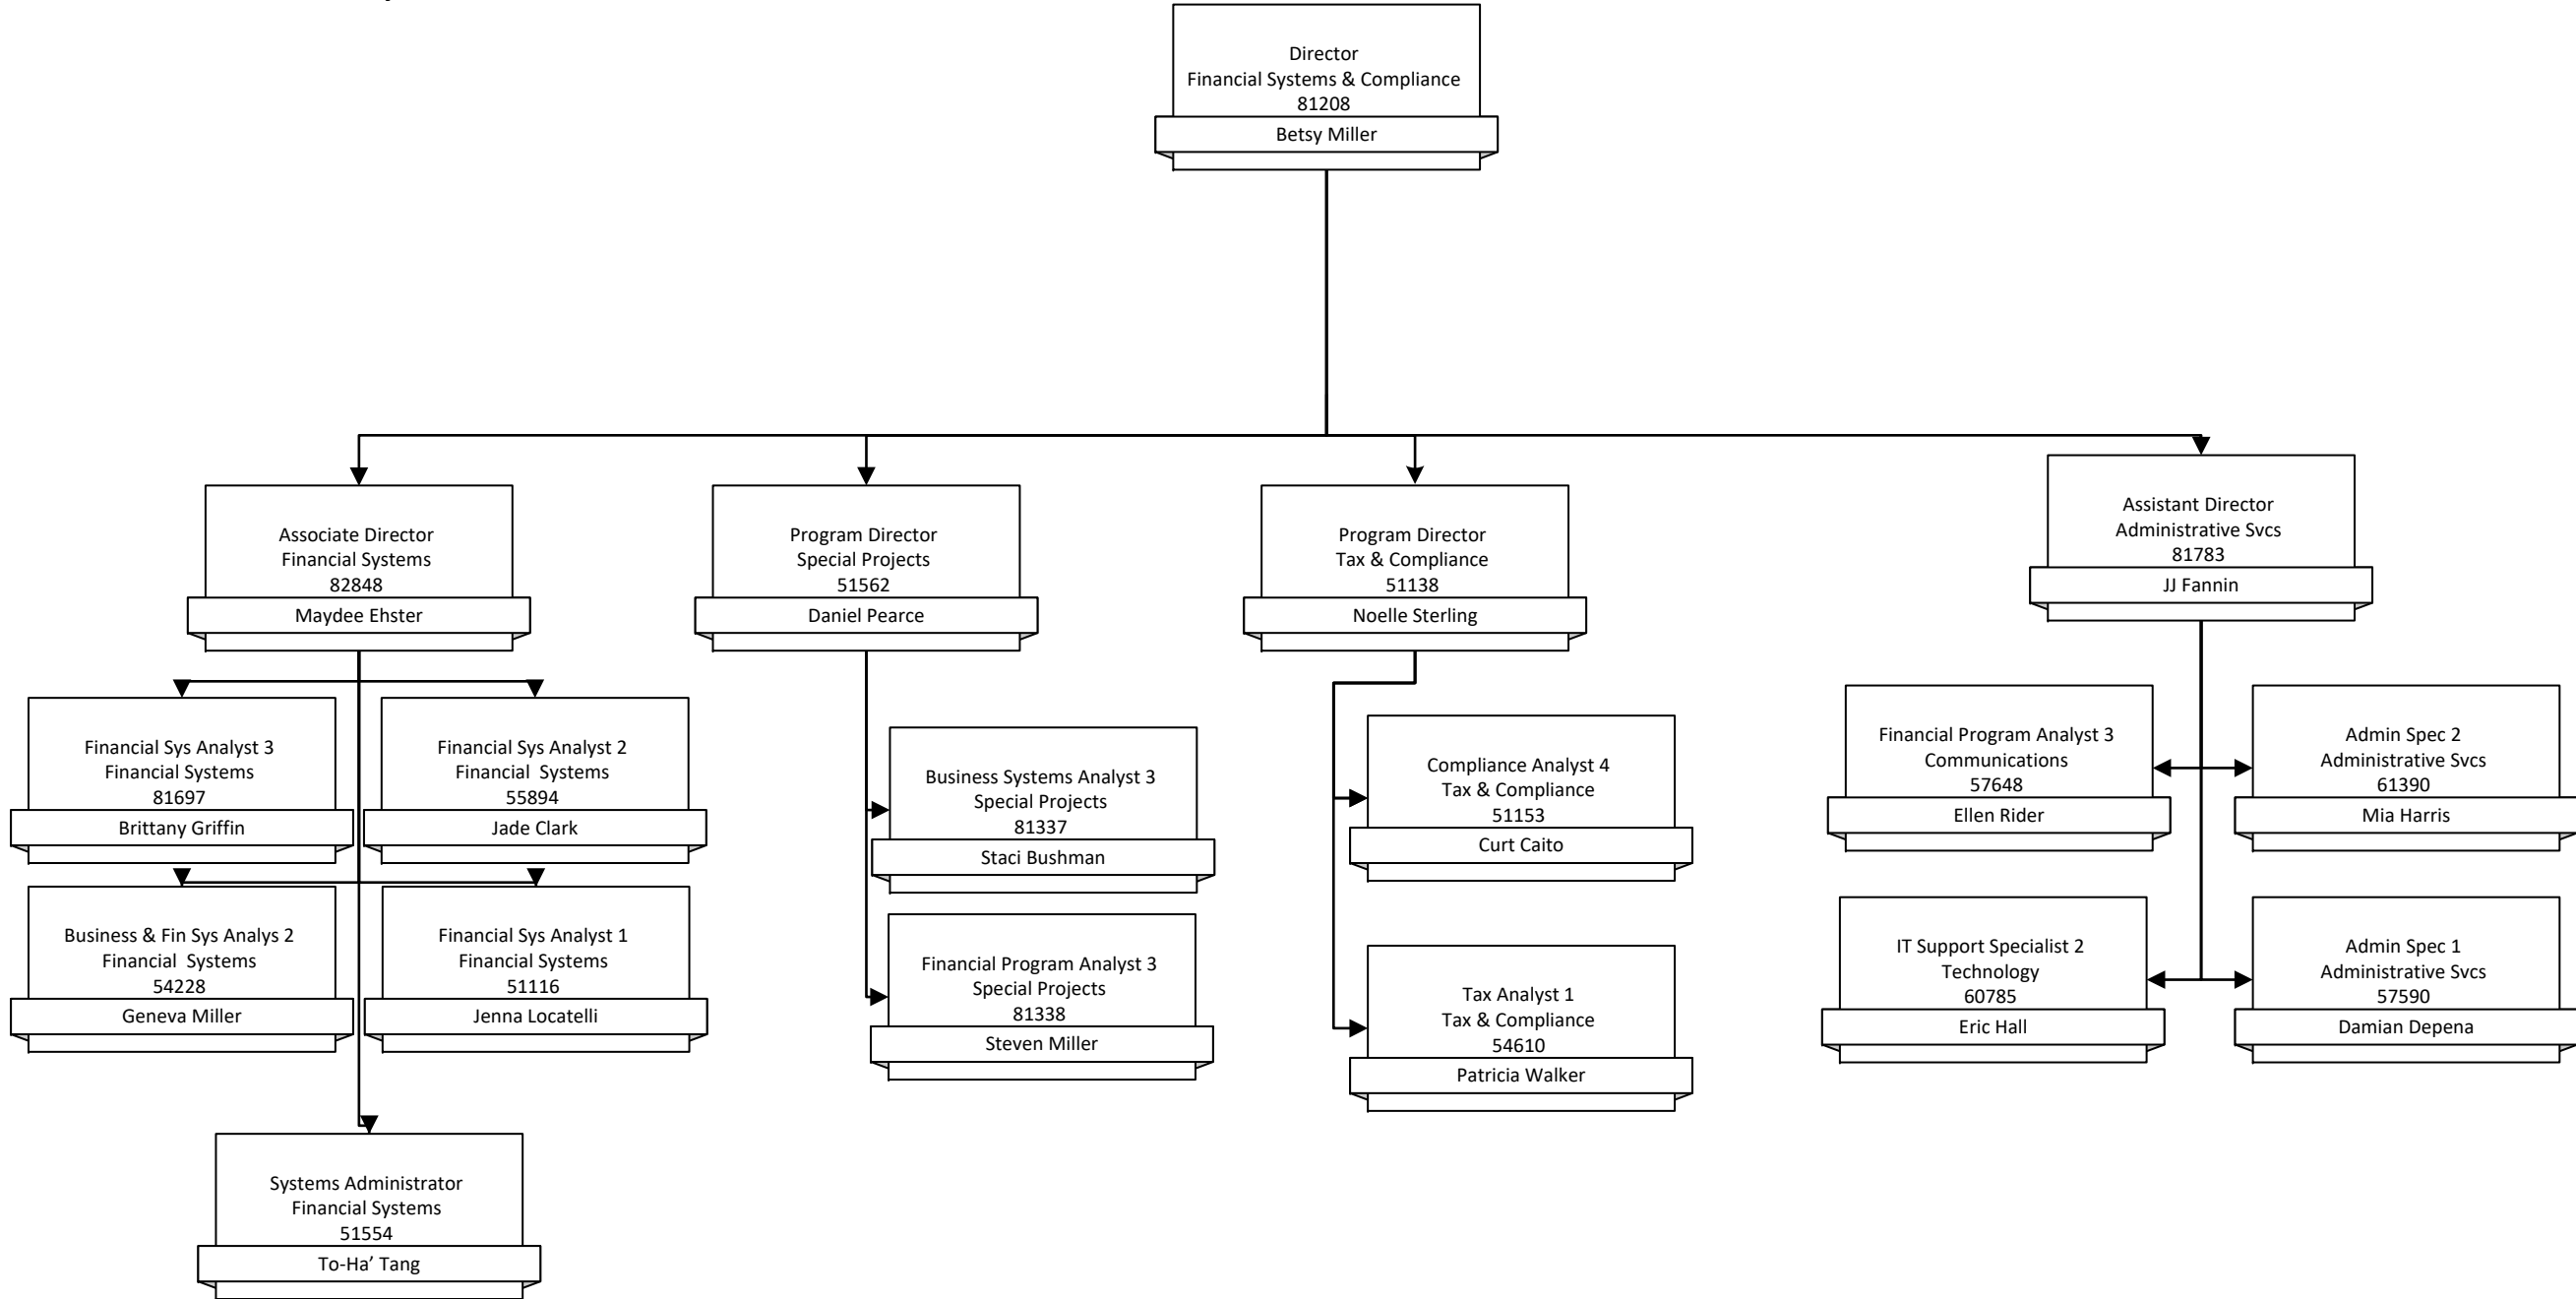 Director
Financial Systems & Compliance
81208
Betsy Miller
Associate Director
Financial Systems
82848
Maydee Ehster
Program Director
Special Projects
51562
Daniel Pearce
Program Director
Tax & Compliance
51138
Noelle Sterling
Assistant Director
Administrative Svcs
81783
JJ Fannin
Financial Sys Analyst 3
Financial Systems
81697
Brittany Griffin
Financial Sys Analyst 2
Financial  Systems
55894
Jade Clark
Business & Fin Sys Analys 2
Financial  Systems
54228
Geneva Miller
Financial Sys Analyst 1
Financial Systems
51116
Jenna Locatelli
Systems Administrator
Financial Systems
51554
To-Ha’ Tang
Business Systems Analyst 3
Special Projects
81337
Staci Bushman
Financial Program Analyst 3
Special Projects
81338
Steven Miller
Compliance Analyst 4
Tax & Compliance
51153
Curt Caito
Tax Analyst 1
Tax & Compliance
54610
Patricia Walker
Financial Program Analyst 3
Communications
57648
Ellen Rider
Admin Spec 2
Administrative Svcs
61390
Mia Harris
IT Support Specialist 2
Technology
60785
Eric Hall
Admin Spec 1
Administrative Svcs
57590
Damian Depena